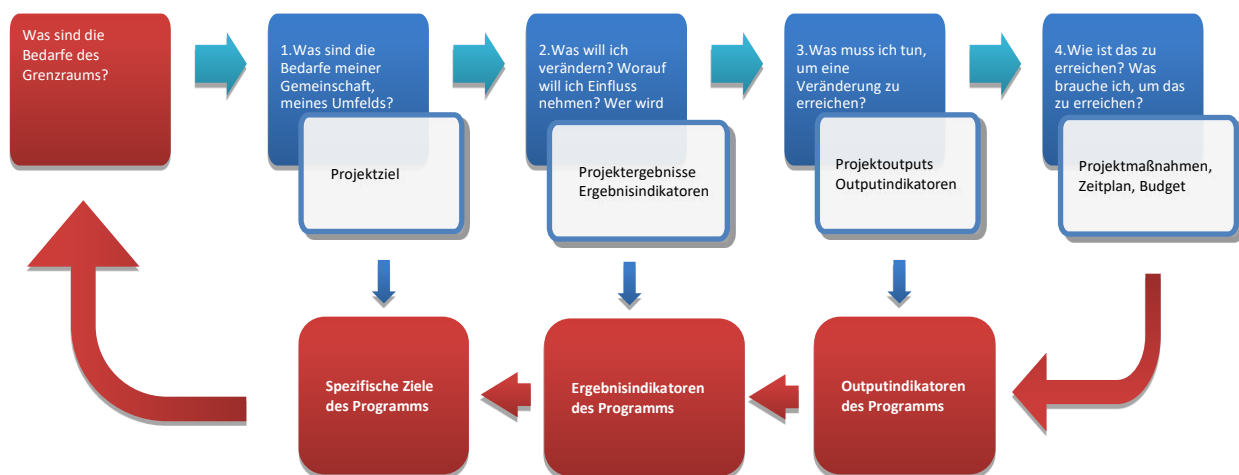 Was sind die
Bedarfe des
Grenzraums?
1.Was sind die
Bedarfe meiner
Gemeinschaft,
meines Umfelds?
Projektziel
2.Was will ich
verändern? Worauf
will ich Einfluss
nehmen? Wer wird
Projektergebnisse
Ergebnisindikatoren
3.Was muss ich tun,
um eine
Veränderung zu
erreichen?
Projektoutputs
Outputindikatoren
4.Wie ist das zu
erreichen? Was
brauche ich, um das
zu erreichen?
Projektmaßnahmen,
Zeitplan, Budget
Spezifische Ziele
des Programms
Ergebnisindikatoren
des Programms
Outputindikatoren
des Programms